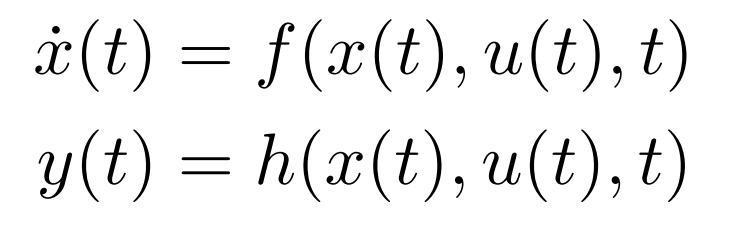 ẋ(t) = f(x(t), u(t), t)
y(t) = h(x(t), u(t), t)